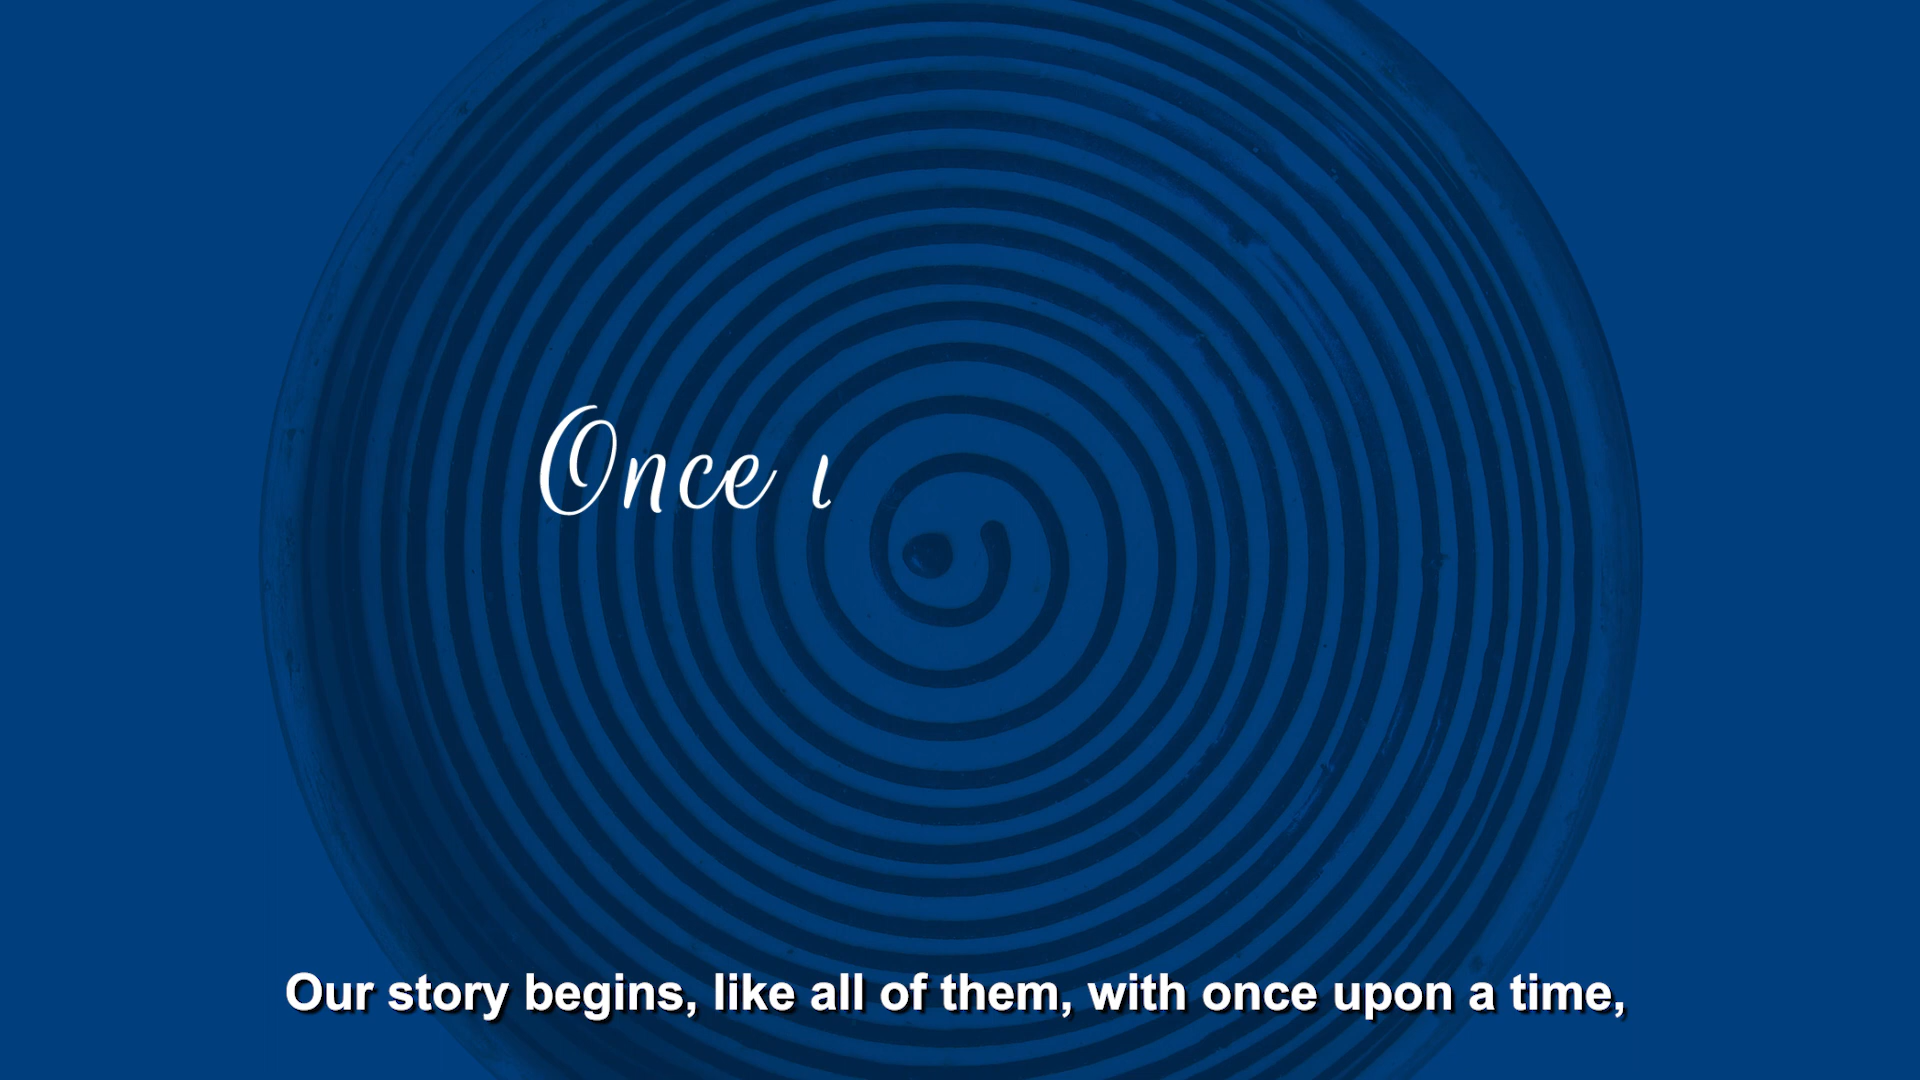 Once
Our story begins, like all of them, with once upon a time,